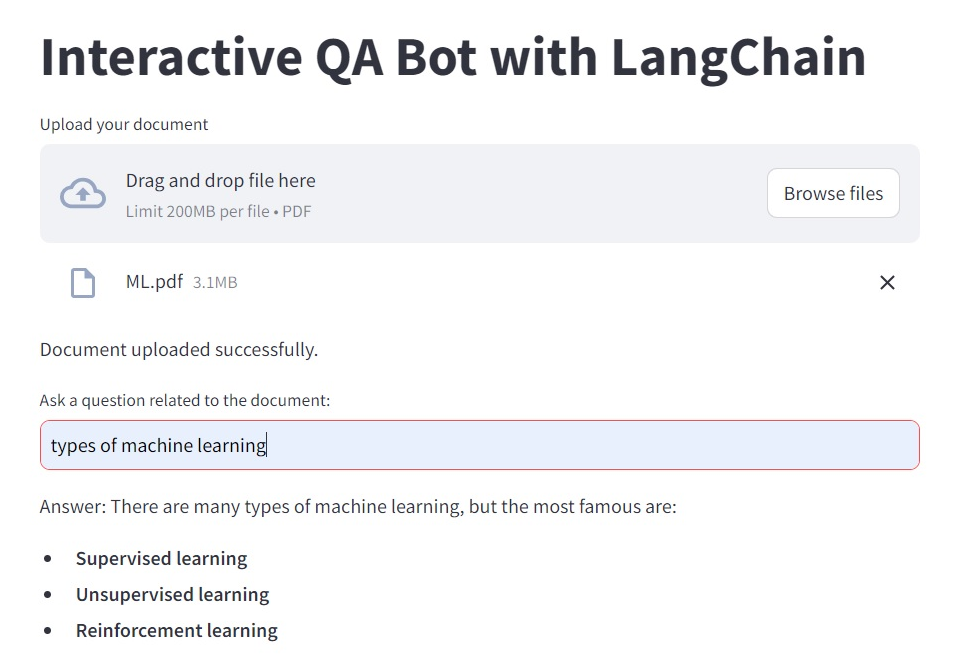 Interactive QA Bot with LangChain
Upload your document
Drag and drop file here
Limit 200MB per file • PDF
Browse files
ML.pdf 3.1MB
Document uploaded successfully.
Ask a question related to the document:
types of machine learning
Answer: There are many types of machine learning, but the most famous are:
• Supervised learning
• Unsupervised learning
• Reinforcement learning